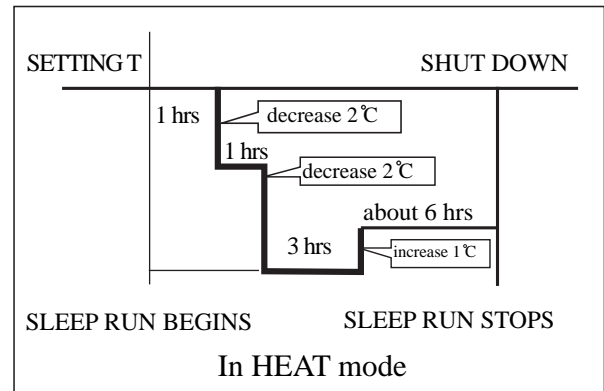 SETTING T
SHUT DOWN
1 hrs
decrease 2℃
1 hrs
decrease 2℃
about 6 hrs
3 hrs
increase 1℃
SLEEP RUN BEGINS
SLEEP RUN STOPS
In HEAT mode